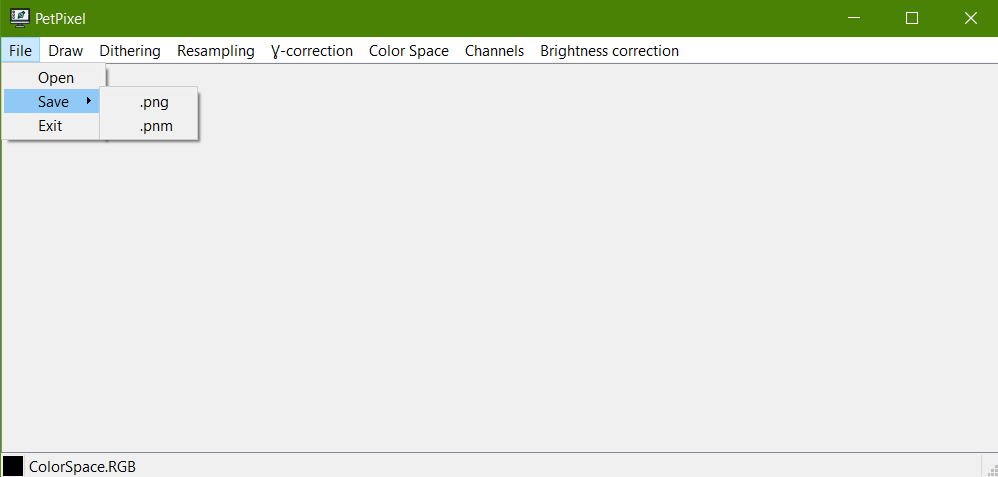 PetPixel
File Draw Dithering Resampling Ɣ-correction Color Space Channels Brightness correction
Open
Save .png
Exit .pnm
ColorSpace.RGB